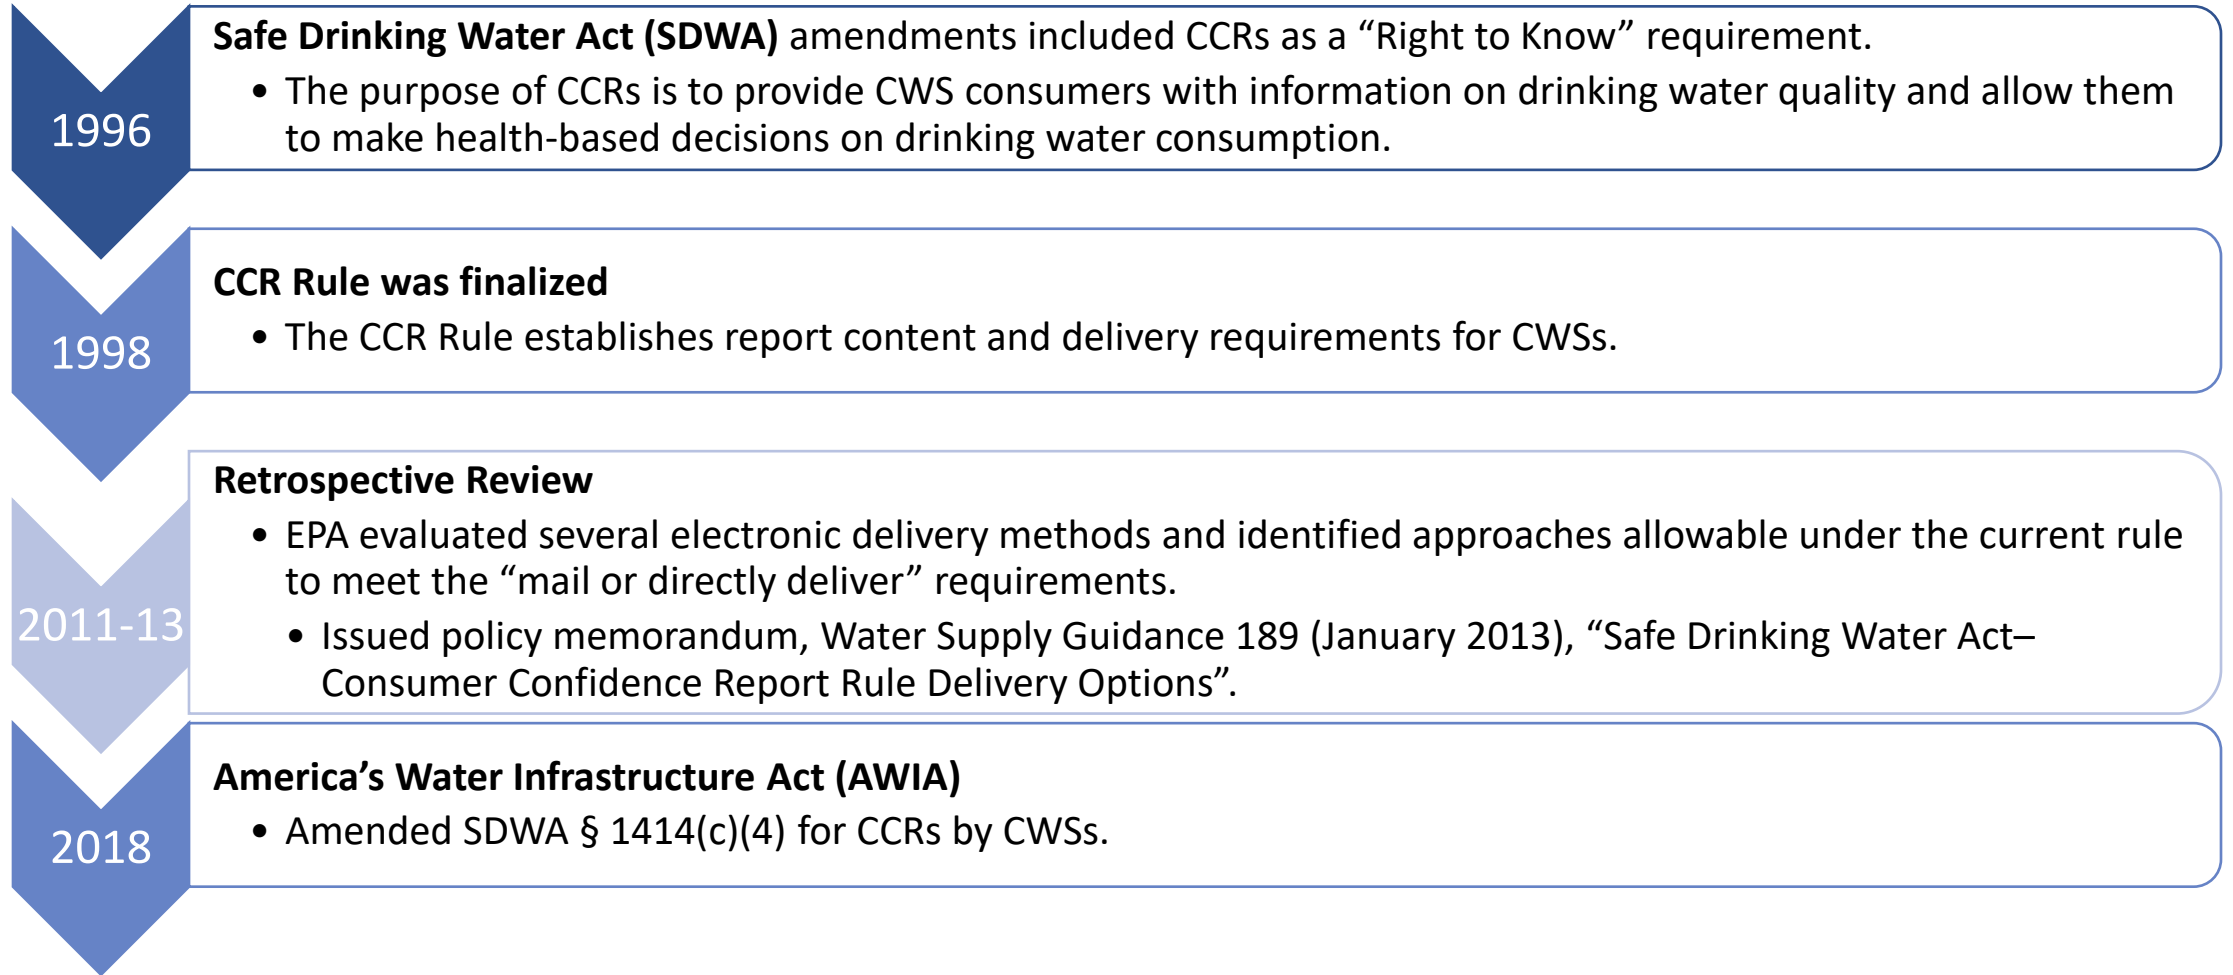 1996
Safe Drinking Water Act (SDWA) amendments included CCRs as a “Right to Know” requirement.
• The purpose of CCRs is to provide CWS consumers with information on drinking water quality and allow them
to make health-based decisions on drinking water consumption.
1998
CCR Rule was finalized
• The CCR Rule establishes report content and delivery requirements for CWSs.
2011-13
Retrospective Review
• EPA evaluated several electronic delivery methods and identified approaches allowable under the current rule
to meet the “mail or directly deliver” requirements.
• Issued policy memorandum, Water Supply Guidance 189 (January 2013), “Safe Drinking Water Act–
Consumer Confidence Report Rule Delivery Options”.
2018
America’s Water Infrastructure Act (AWIA)
• Amended SDWA § 1414(c)(4) for CCRs by CWSs.